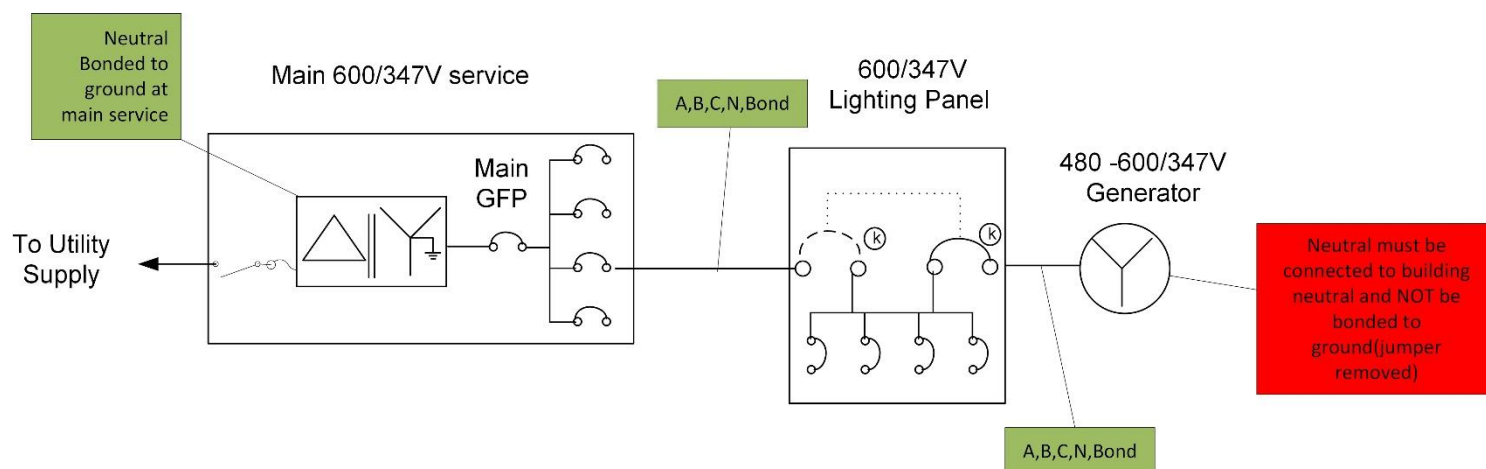 Neutral
Bonded to
ground at
main service
Main 600/347V service
A,B,C,N,Bond
600/347V
Lighting Panel
480 -600/347V
Generator
Main
GFP
To Utility
Supply
k
k
Neutral must be
connected to building
neutral and NOT be
bonded to
ground(jumper
removed)
A,B,C,N,Bond